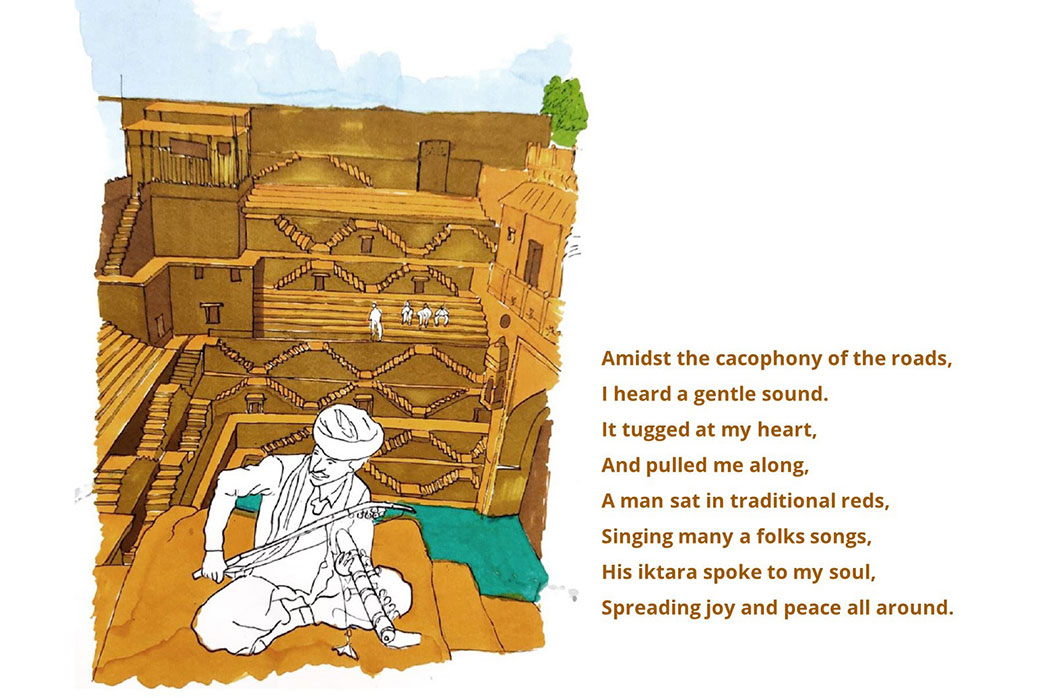 Amidst the cacophony of the roads,
I heard a gentle sound.
It tugged at my heart,
And pulled me along,
A man sat in traditional reds,
Singing many a folks songs,
His iktara spoke to my soul,
Spreading joy and peace all around.